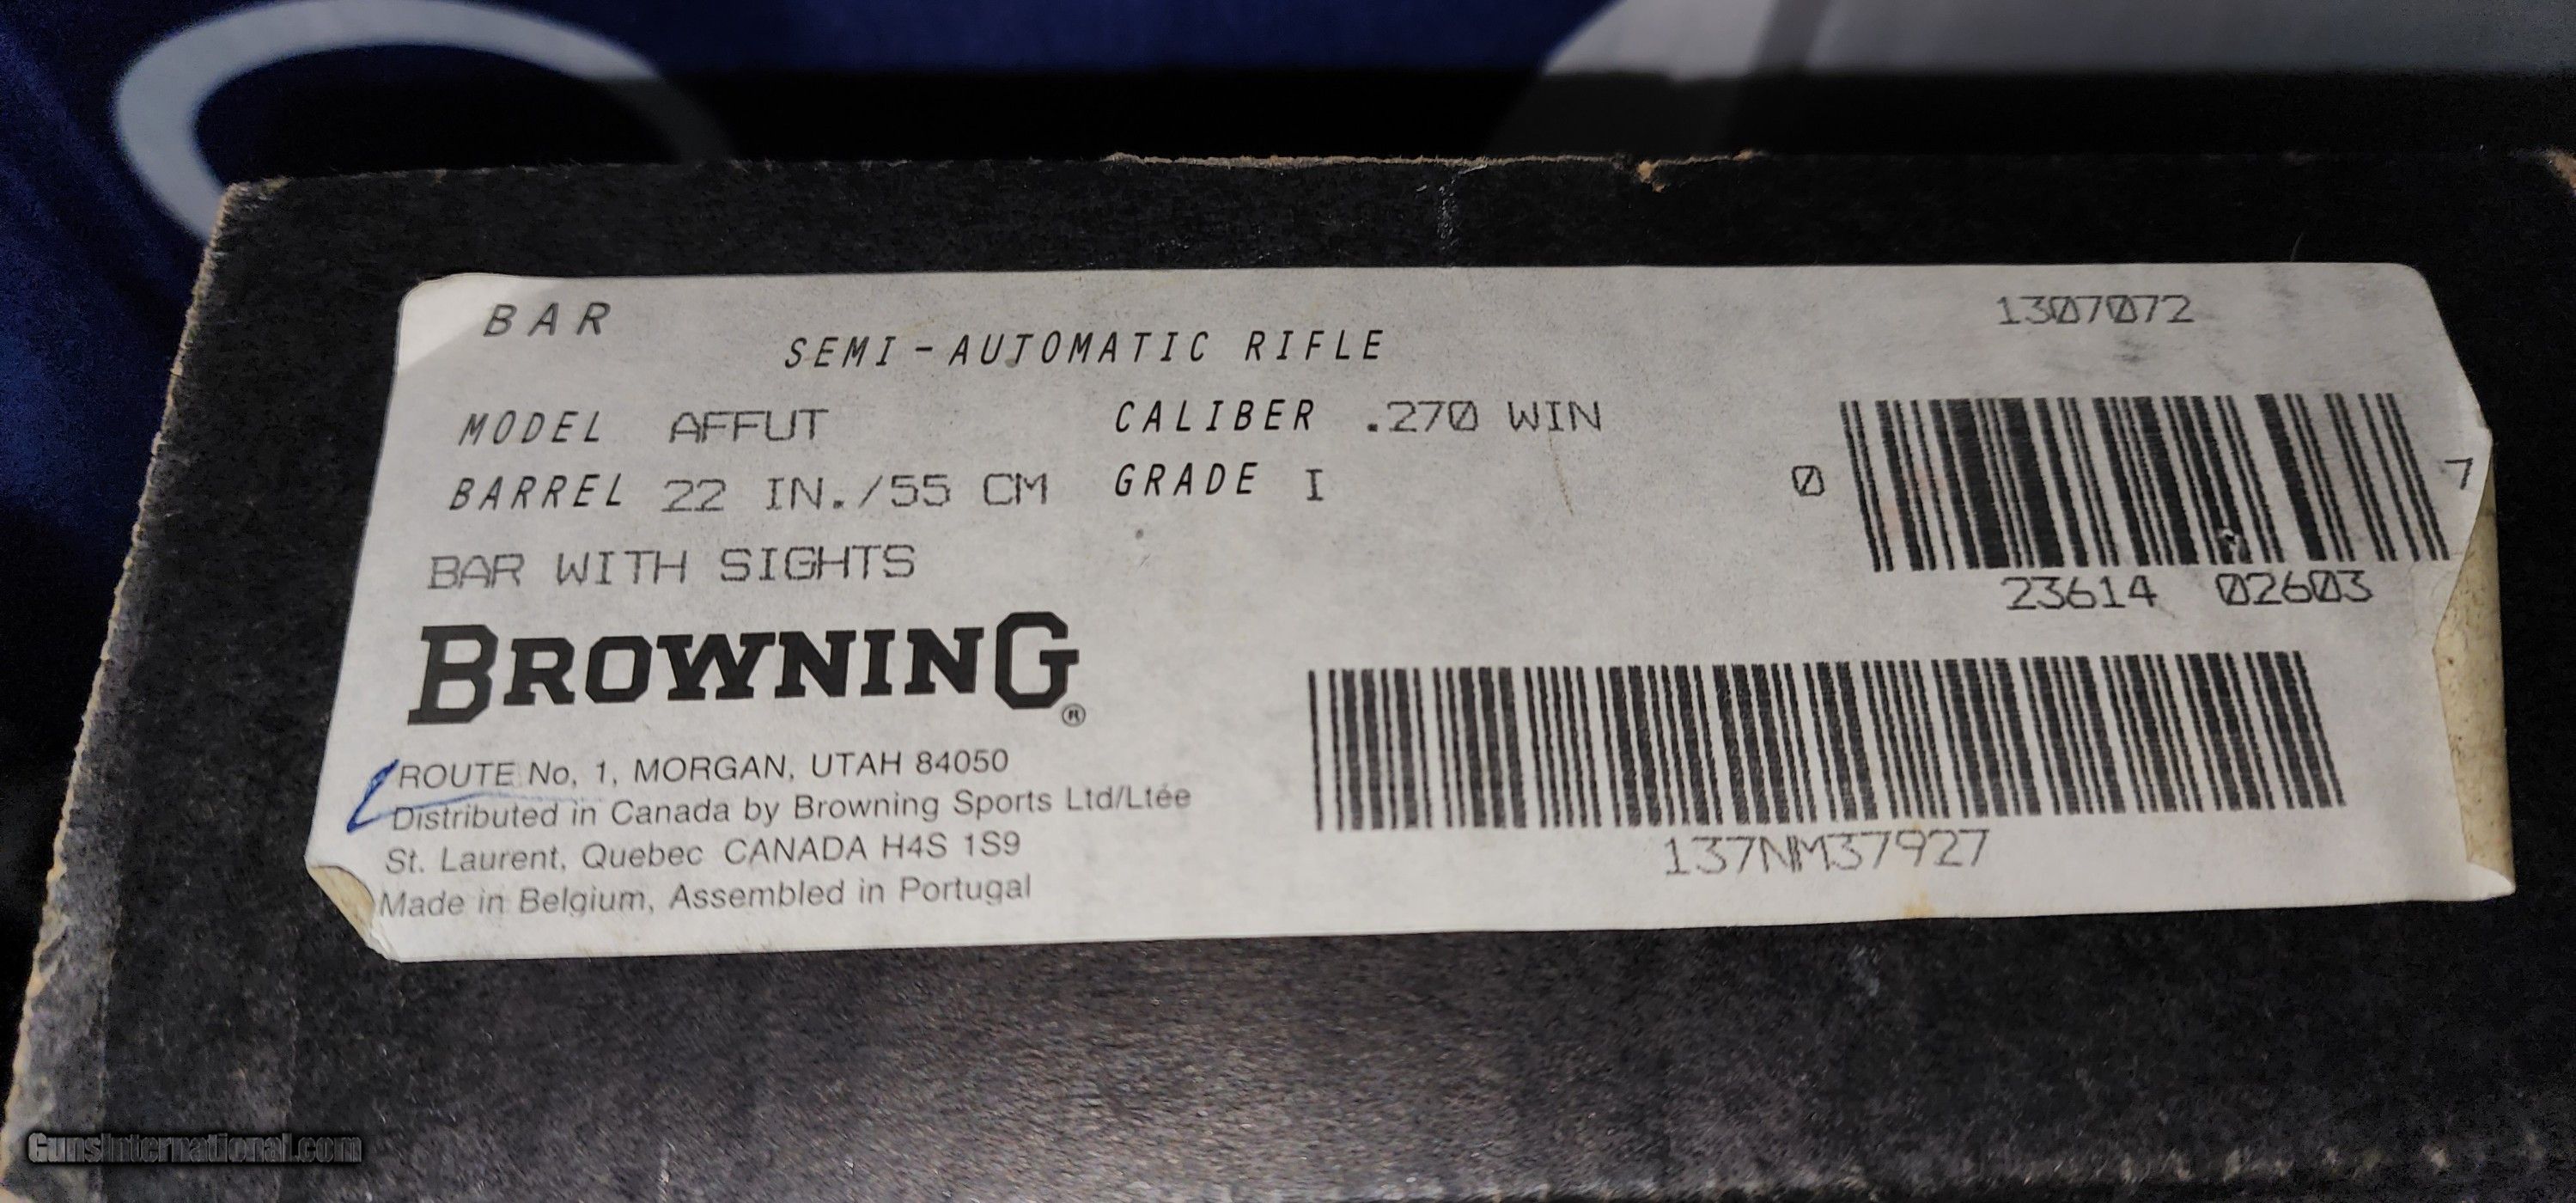 BAR
1307072
SEMI-AUTOMATIC RIFLE
MODEL AFFUT CALIBER .270 WIN
BARREL 22 IN./55 CM GRADE I
0 7
BAR WITH SIGHTS
23614 02603
BROWNING®
ROUTE No, 1, MORGAN, UTAH 84050
Distributed in Canada by Browning Sports Ltd/Ltée
St. Laurent, Quebec CANADA H4S 1S9
Made in Belgium, Assembled in Portugal
137NM37927
GunsInternational.com